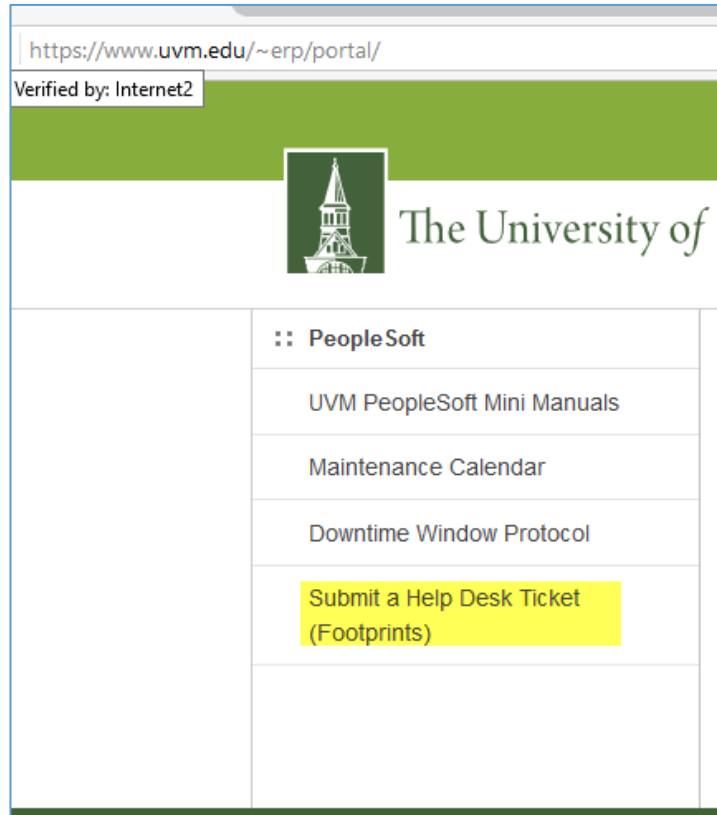 https://www.uvm.edu/~erp/portal/
Verified by: Internet2
The University of
PeopleSoft
UVM PeopleSoft Mini Manuals
Maintenance Calendar
Downtime Window Protocol
Submit a Help Desk Ticket
(Footprints)